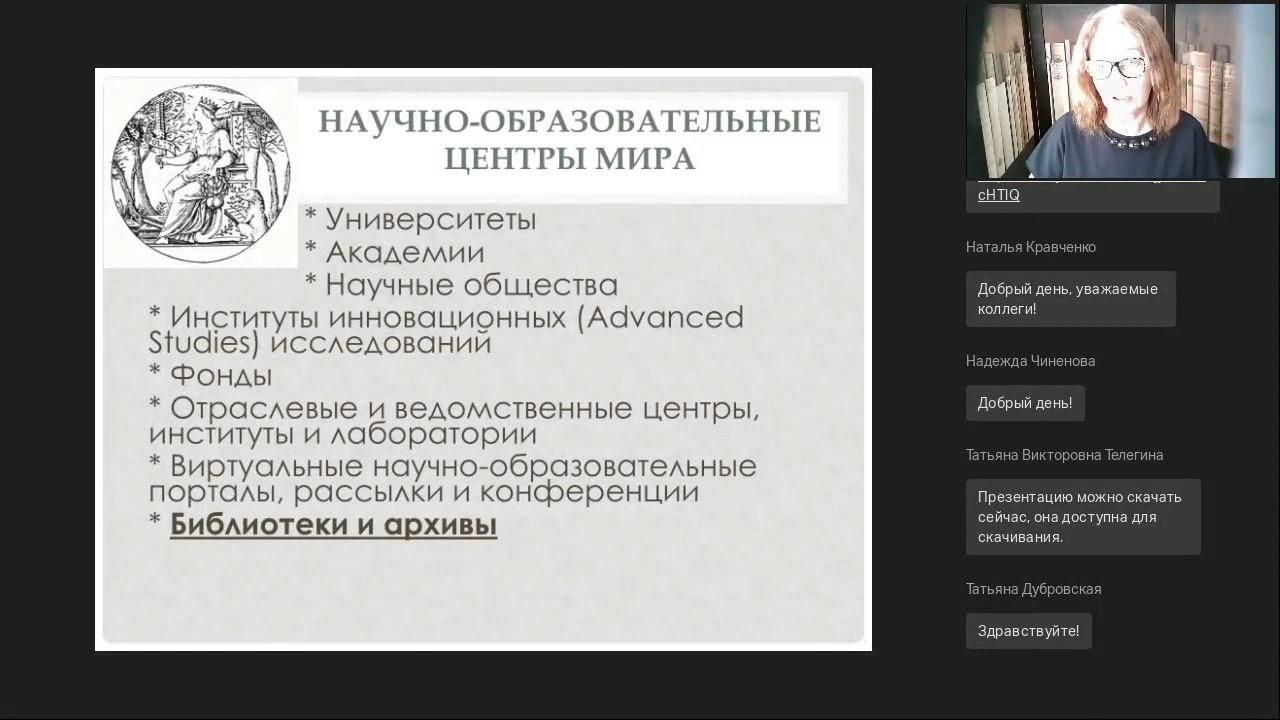 НАУЧНО-ОБРАЗОВАТЕЛЬНЫЕ
ЦЕНТРЫ МИРА
* Университеты
* Академии
* Научные общества
* Институты инновационных (Advanced
Studies) исследований
* Фонды
* Отраслевые и ведомственные центры,
институты и лаборатории
* Виртуальные научно-образовательные
порталы, рассылки и конференции
* Библиотеки и архивы
cHTIQ
Наталья Кравченко
Добрый день, уважаемые
коллеги!
Надежда Чиненова
Добрый день!
Татьяна Викторовна Телегина
Презентацию можно скачать
сейчас, она доступна для
скачивания.
Татьяна Дубровская
Здравствуйте!